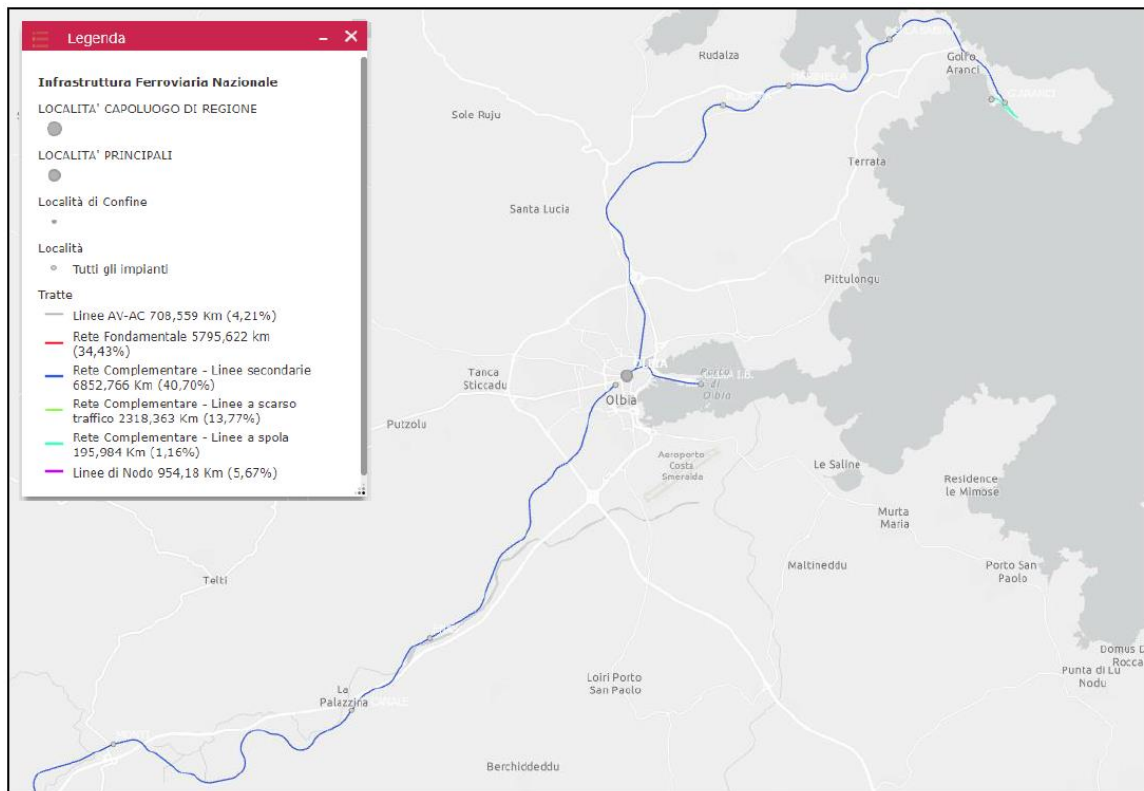 Legenda
Infrastruttura Ferroviaria Nazionale
LOCALITA' CAPOLUOGO DI REGIONE
LOCALITA' PRINCIPALI
Località di Confine
Località
Tutti gli impianti
Tratte
Linee AV-AC 708,559 Km (4,21%)
Rete Fondamentale 5795,622 km
(34,43%)
Rete Complementare - Linee secondarie
6852,766 Km (40,70%)
Rete Complementare - Linee a scarso
traffico 2318,363 Km (13,77%)
Rete Complementare - Linee a spola
195,984 Km (1,16%)
Linee di Nodo 954,18 Km (5,67%)
Rudalza
Golfo
Aranci
Sole Ruju
Terrata
Santa Lucia
Pittulongu
Tanca
Sticcadu
Porto
di
Olbia
Olbia
Putzolu
Aeroporto
Costa
Smeralda
Le Saline
Residence
le Mimose
Murta
Maria
Maltineddu
Porto San
Paolo
Telti
Domus D
Rocca
Punta di Lu
Nodu
Loiri Porto
San Paolo
La
Palazzina
Berchiddeddu